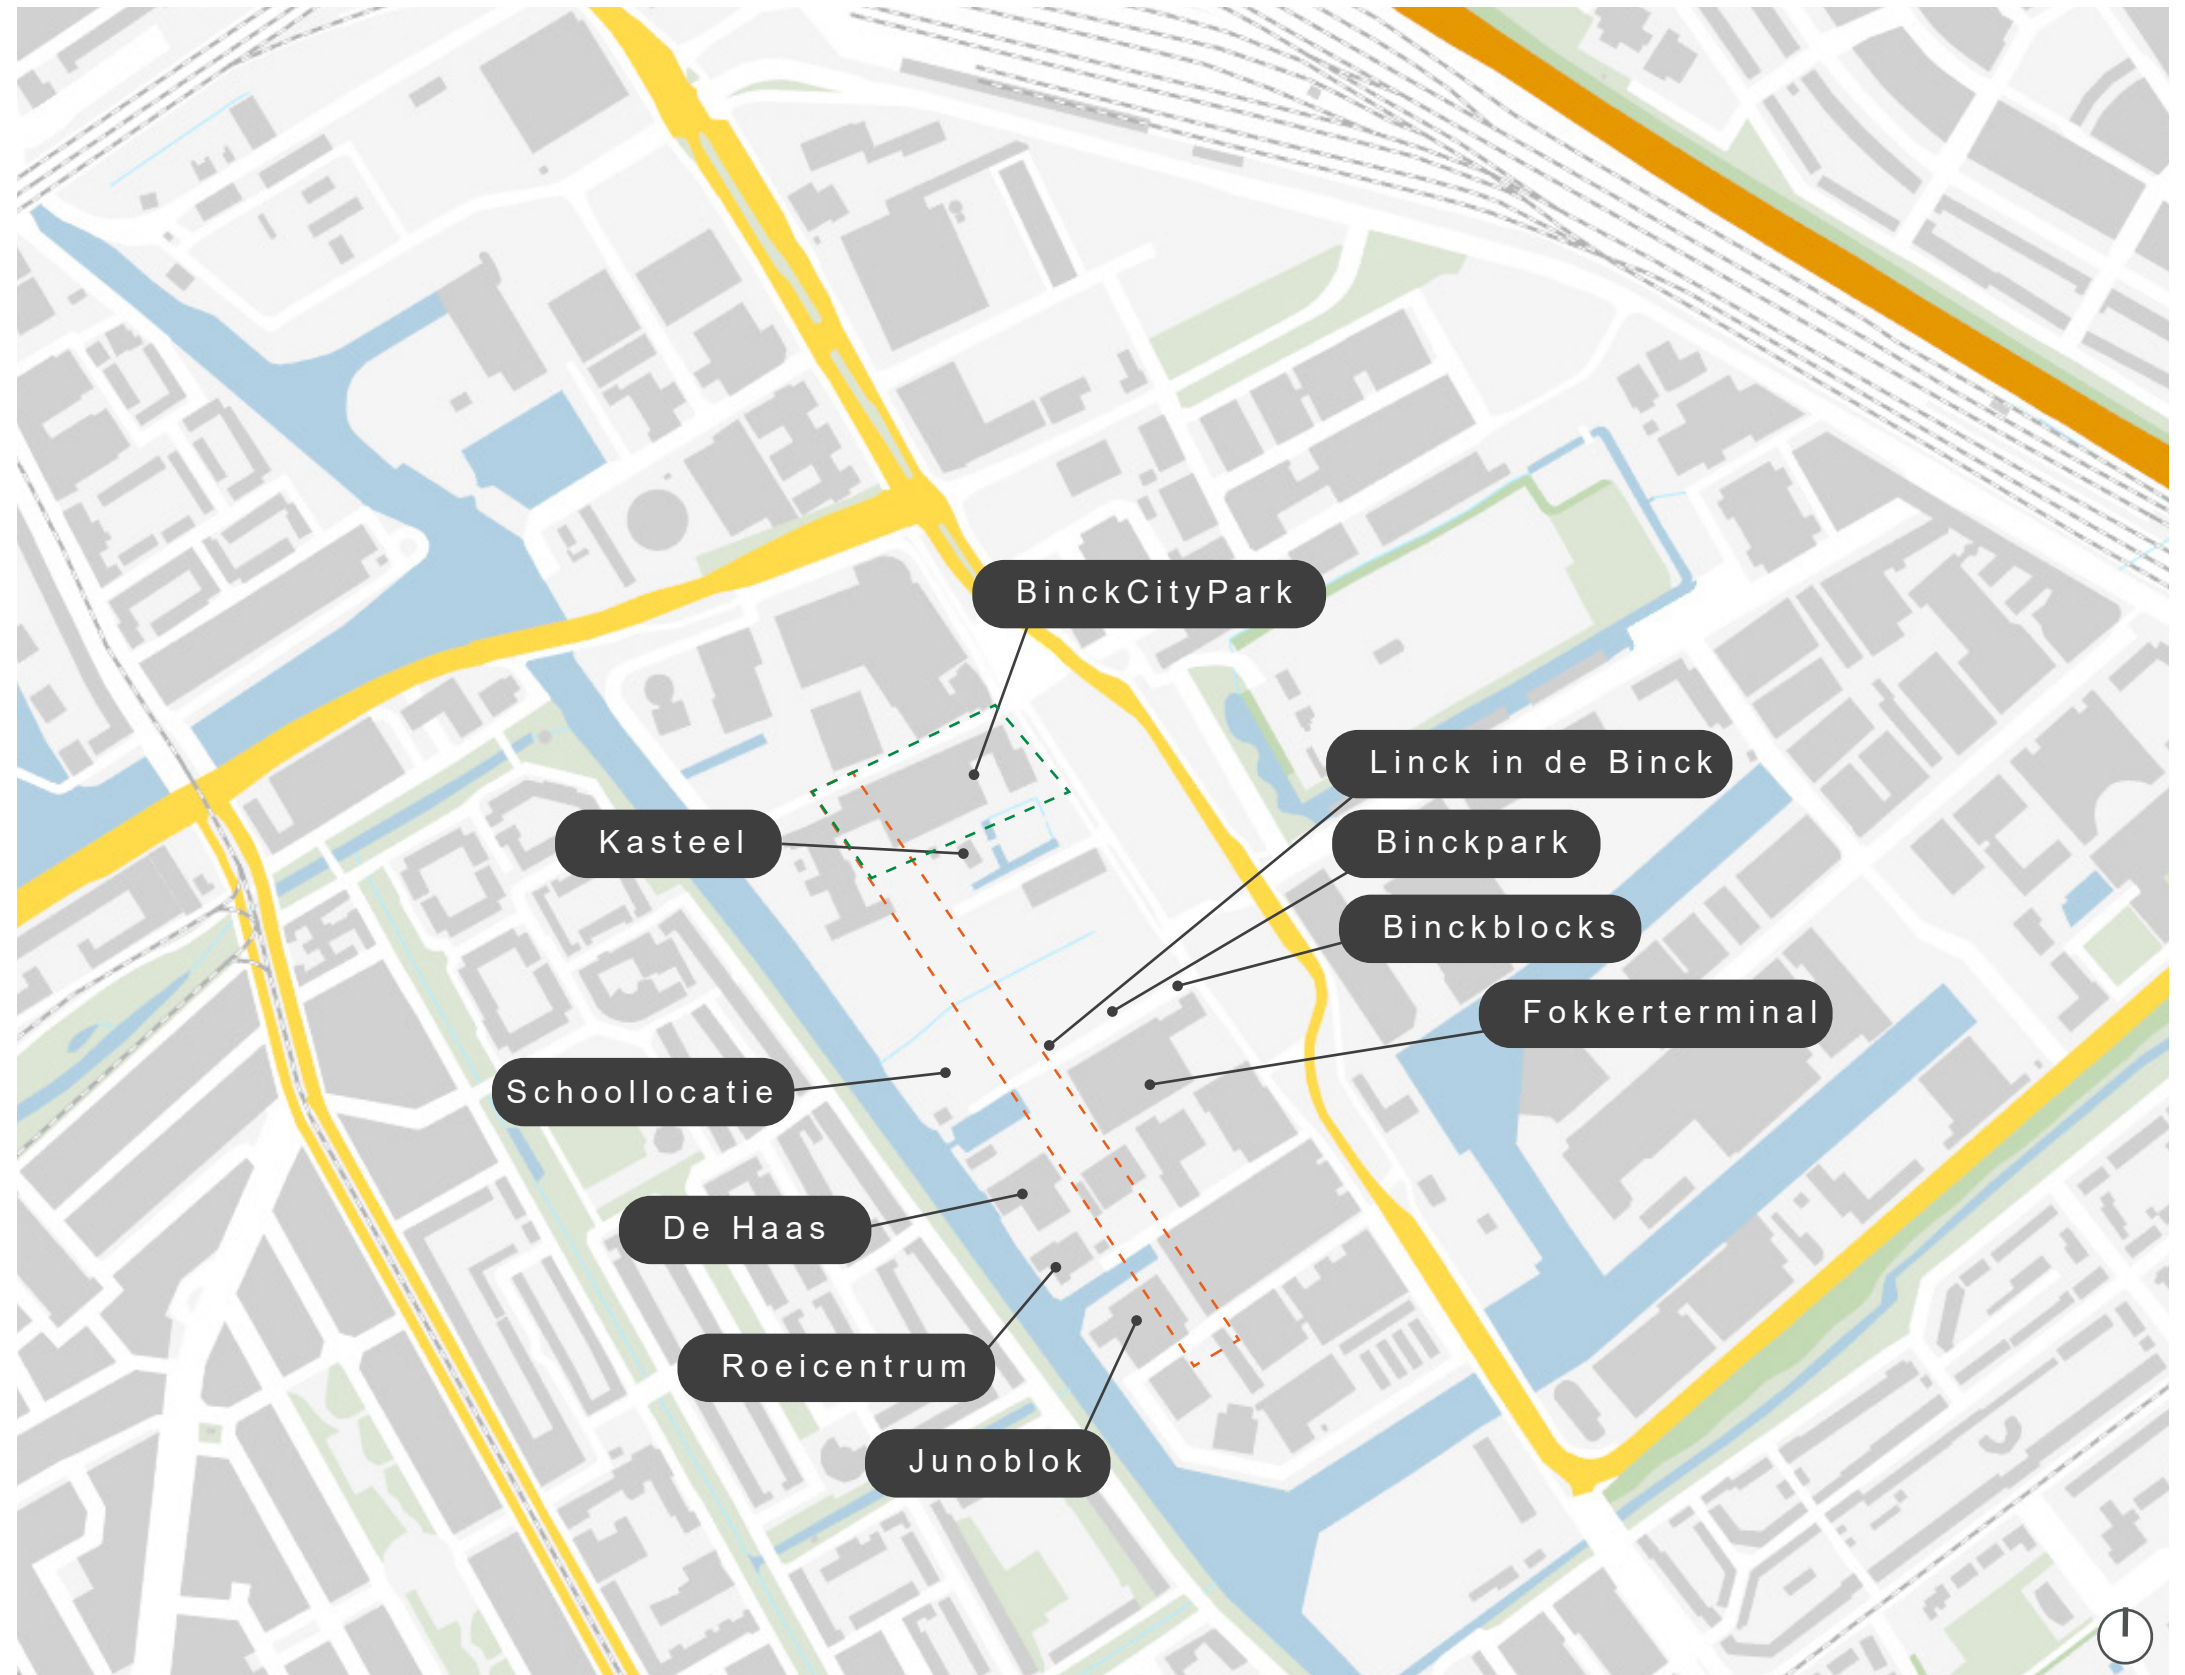 BinckCityPark
Linck in de Binck
Kasteel
Binckpark
Binckblocks
Fokkerterminal
Schoollocatie
De Haas
Roeicentrum
Junoblok